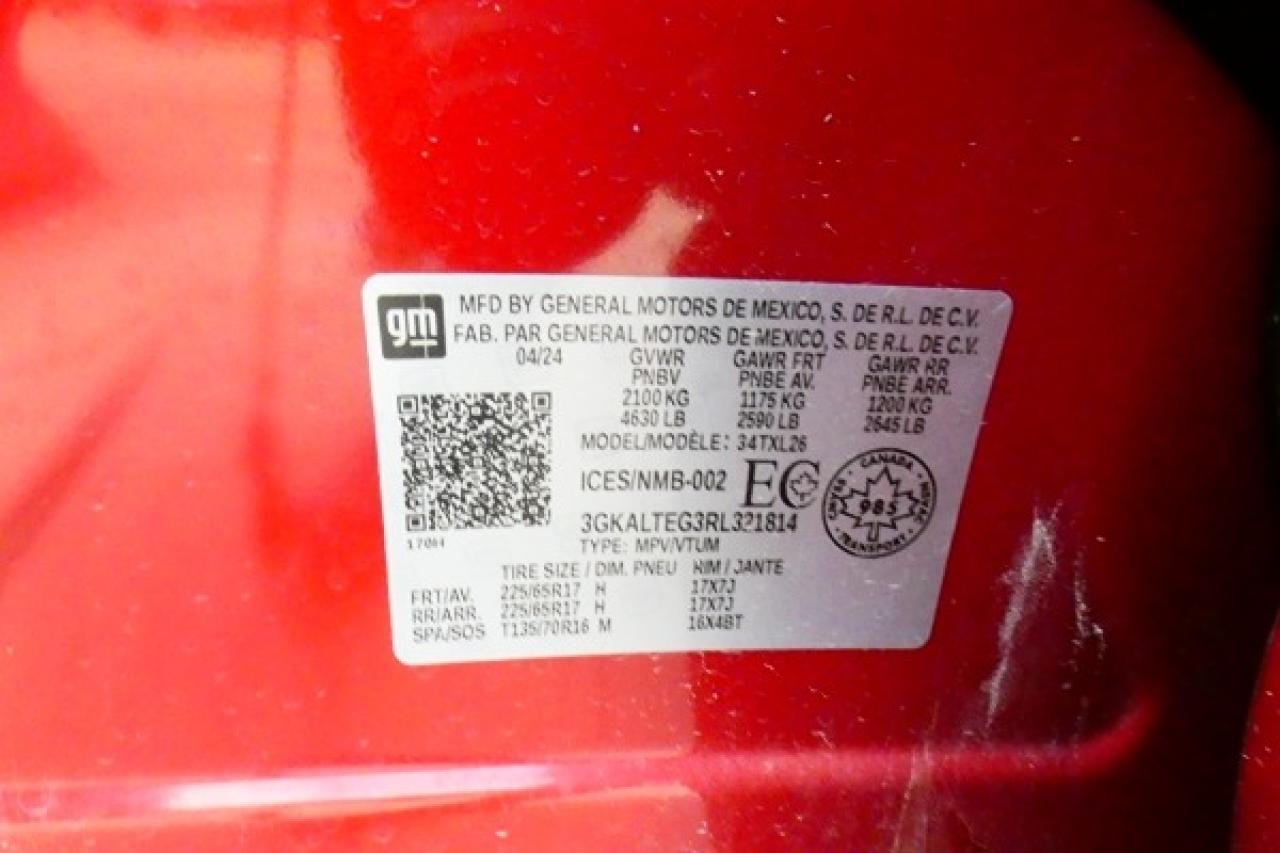 gm
MFD BY GENERAL MOTORS DE MEXICO, S. DE R.L. DE C.V.
FAB. PAR GENERAL MOTORS DE MEXICO, S. DE R.L. DE C.V.
04/24 GVWR GAWR FRT GAWR RR
PNBV PNBE AV. PNBE ARR.
2100 KG 1175 KG 1200 KG
4630 LB 2590 LB 2645 LB
MODEL/MODÈLE: 34TXL26
ICES/NMB-002 EC
CANADA
985
TRANSPORT
3GKALTEG3RL321814
170H
TYPE: MPV/VTUM
TIRE SIZE / DIM. PNEU RIM / JANTE
FRT/AV. 225/65R17 H 17X7J
RR/ARR. 225/65R17 H 17X7J
SPA/SOS T135/70R16 M 16X4BT